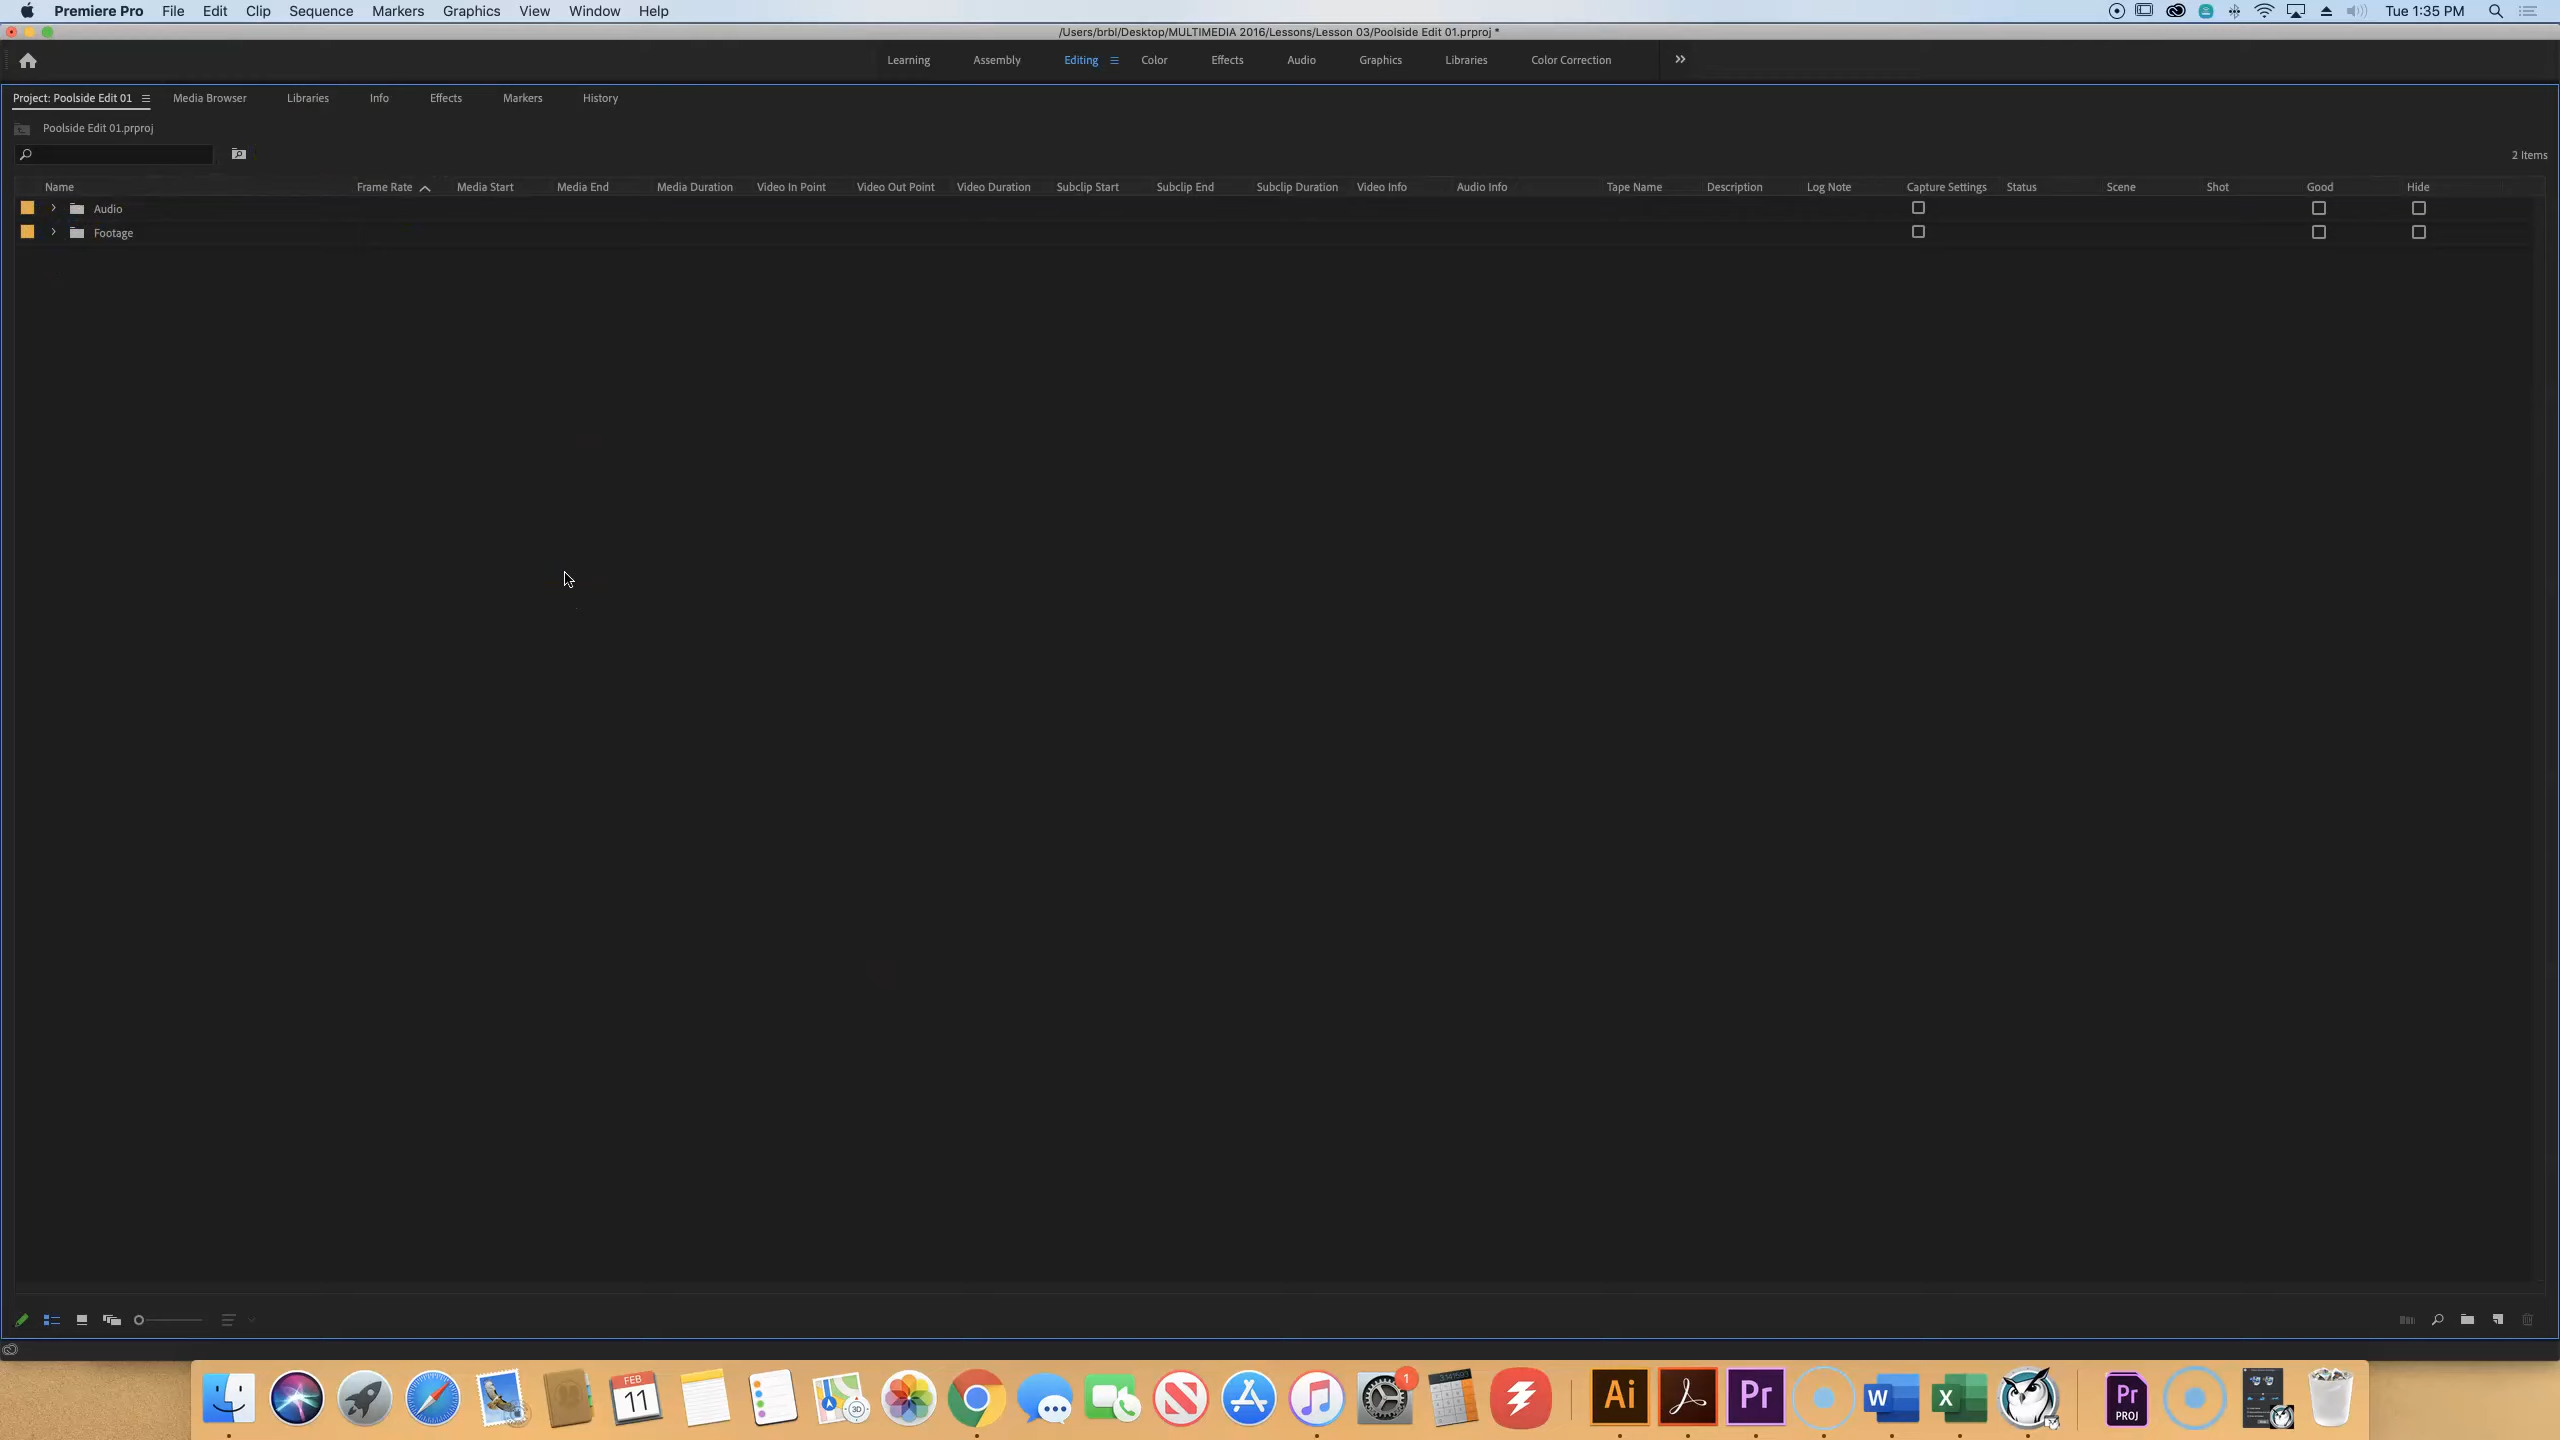 Premiere Pro File Edit Clip Sequence Markers Graphics View Window Help Tue 1:35 PM
/Users/brbl/Desktop/MULTIMEDIA 2016/Lessons/Lesson 03/Poolside Edit 01.prproj *
Learning Assembly Editing Color Effects Audio Graphics Libraries Color Correction
Project: Poolside Edit 01 Media Browser Libraries Info Effects Markers History
Poolside Edit 01.prproj
2 Items
Name Frame Rate Media Start Media End Media Duration Video In Point Video Out Point Video Duration Subclip Start Subclip End Subclip Duration Video Info Audio Info Tape Name Description Log Note Capture Settings Status Scene Shot Good Hide
Audio
Footage
FEB
11
3D
1
Ai
Pr
W
X
Pr
PROJ